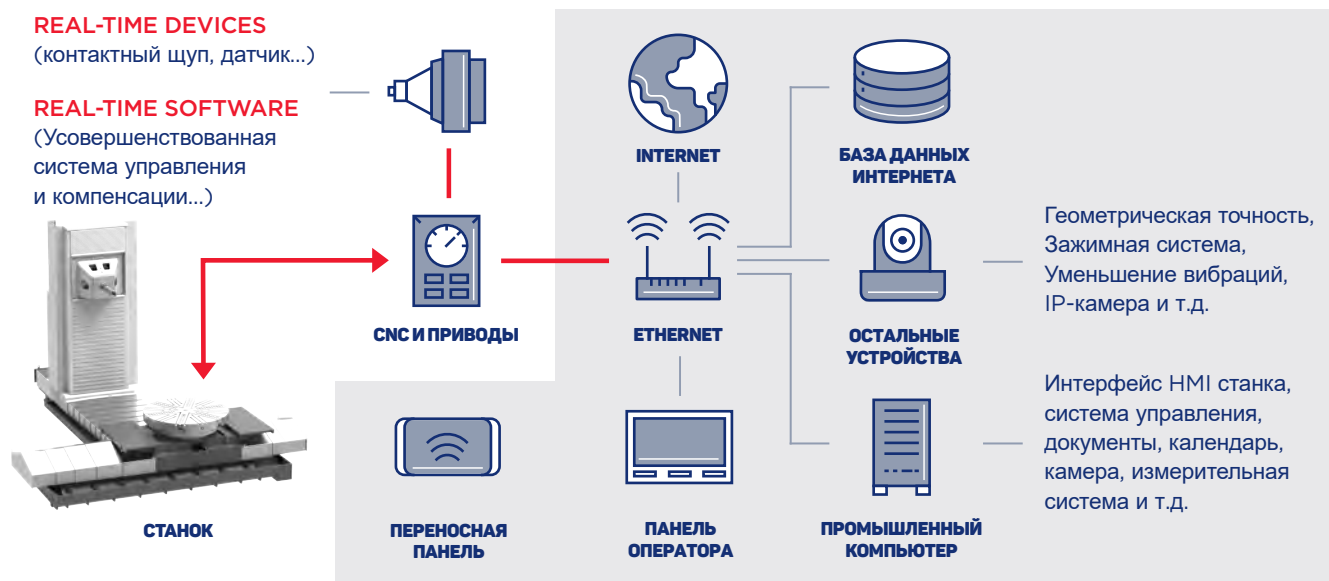 REAL-TIME DEVICES
(контактный щуп, датчик...)
REAL-TIME SOFTWARE
(Усовершенствованная
система управления
и компенсации...)
INTERNET
БАЗА ДАННЫХ
ИНТЕРНЕТА
Геометрическая точность,
Зажимная система,
Уменьшение вибраций,
IP-камера и т.д.
CNC И ПРИВОДЫ
ETHERNET
ОСТАЛЬНЫЕ
УСТРОЙСТВА
Интерфейс HMI станка,
система управления,
документы, календарь,
камера, измерительная
система и т.д.
СТАНОК
ПЕРЕНОСНАЯ
ПАНЕЛЬ
ПАНЕЛЬ
ОПЕРАТОРА
ПРОМЫШЛЕННЫЙ
КОМПЬЮТЕР